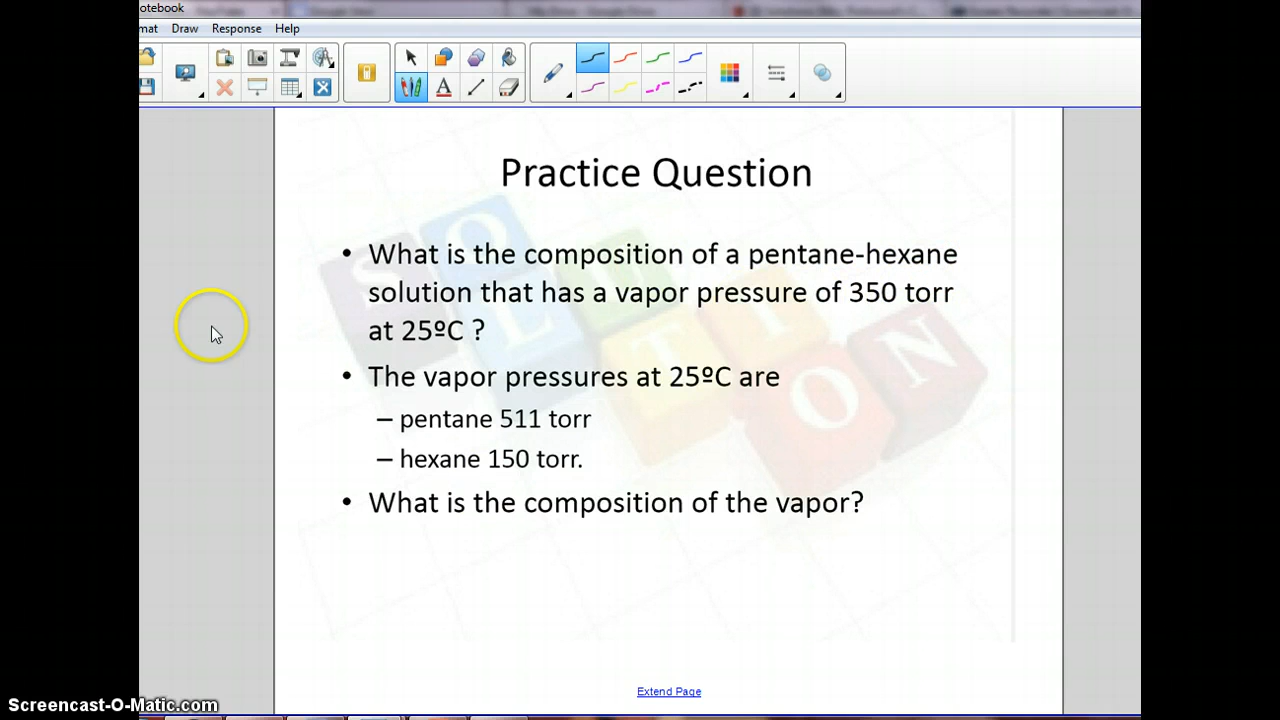 otebook
mat Draw Response Help
Practice Question
• What is the composition of a pentane-hexane
solution that has a vapor pressure of 350 torr
at 25ºC ?
• The vapor pressures at 25ºC are
– pentane 511 torr
– hexane 150 torr.
• What is the composition of the vapor?
SOLUTION
Extend Page
Screencast-O-Matic.com